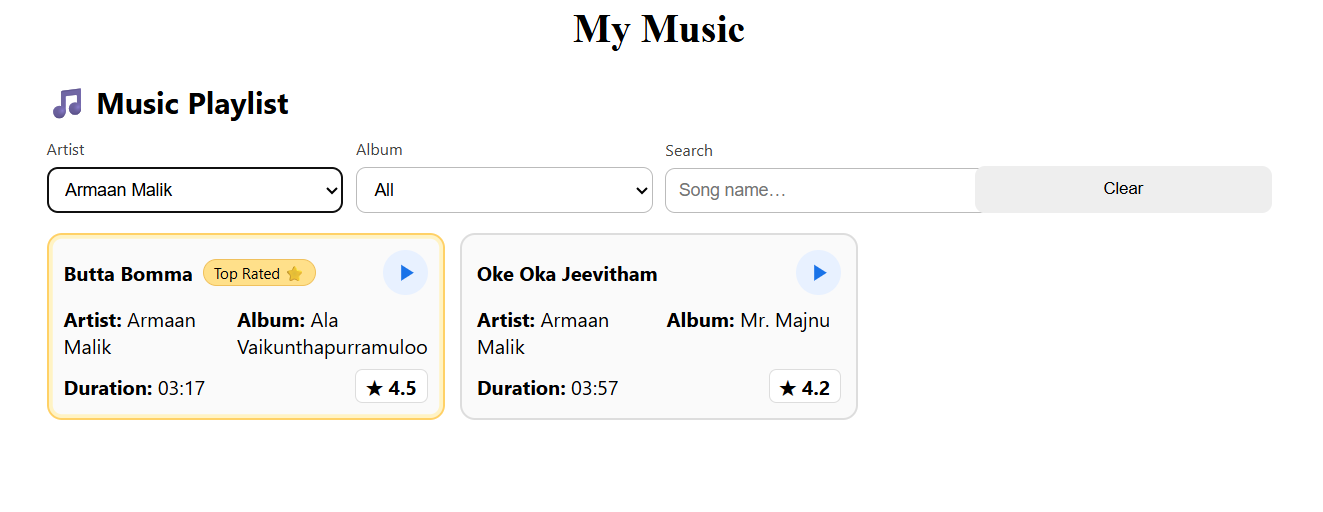 My Music
Music Playlist
Artist
Album
Search
Armaan Malik
All
Song name…
Clear
Butta Bomma
Top Rated
Artist: Armaan
Malik
Album: Ala
Vaikunthapurramuloo
Duration: 03:17
★ 4.5
Oke Oka Jeevitham
Artist: Armaan
Malik
Album: Mr. Majnu
Duration: 03:57
★ 4.2